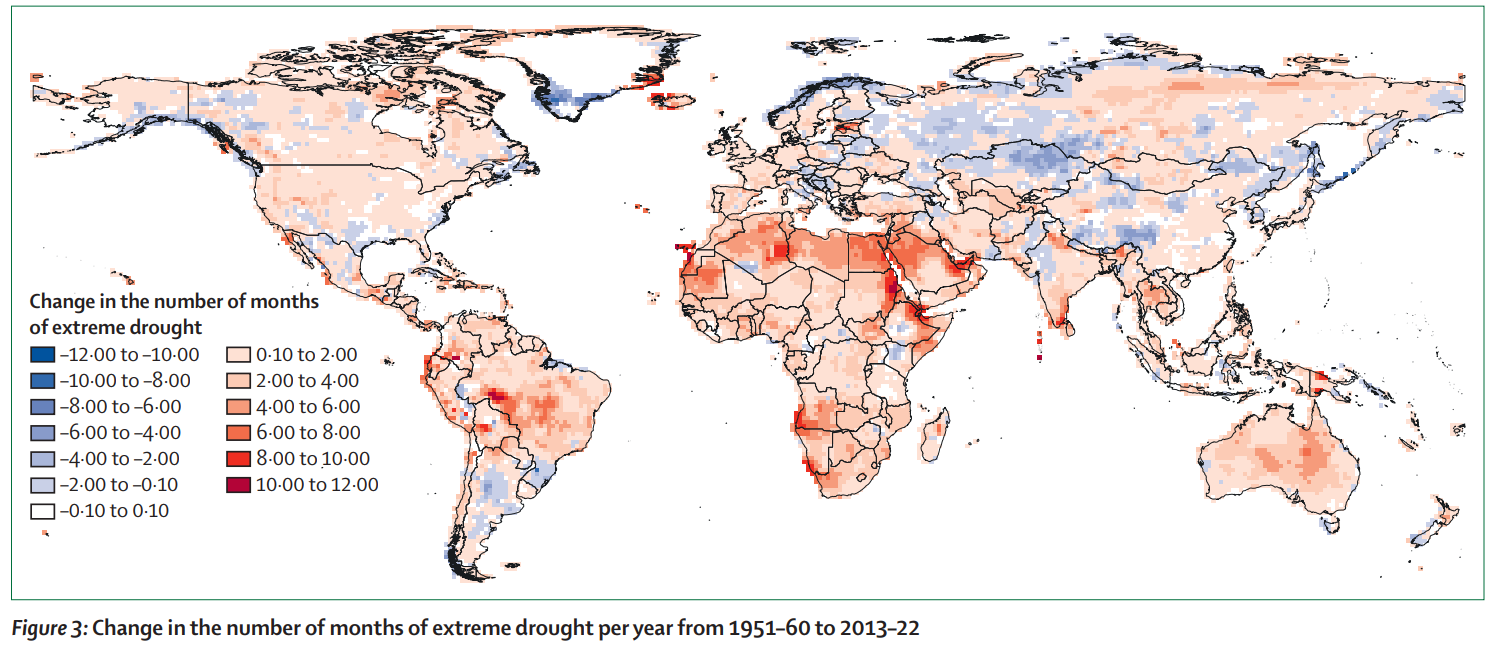 Change in the number of months
of extreme drought
–12·00 to –10·00
–10·00 to –8·00
–8·00 to –6·00
–6·00 to –4·00
–4·00 to –2·00
–2·00 to –0·10
–0·10 to 0·10
0·10 to 2·00
2·00 to 4·00
4·00 to 6·00
6·00 to 8·00
8·00 to 10·00
10·00 to 12·00
Figure 3: Change in the number of months of extreme drought per year from 1951–60 to 2013–22